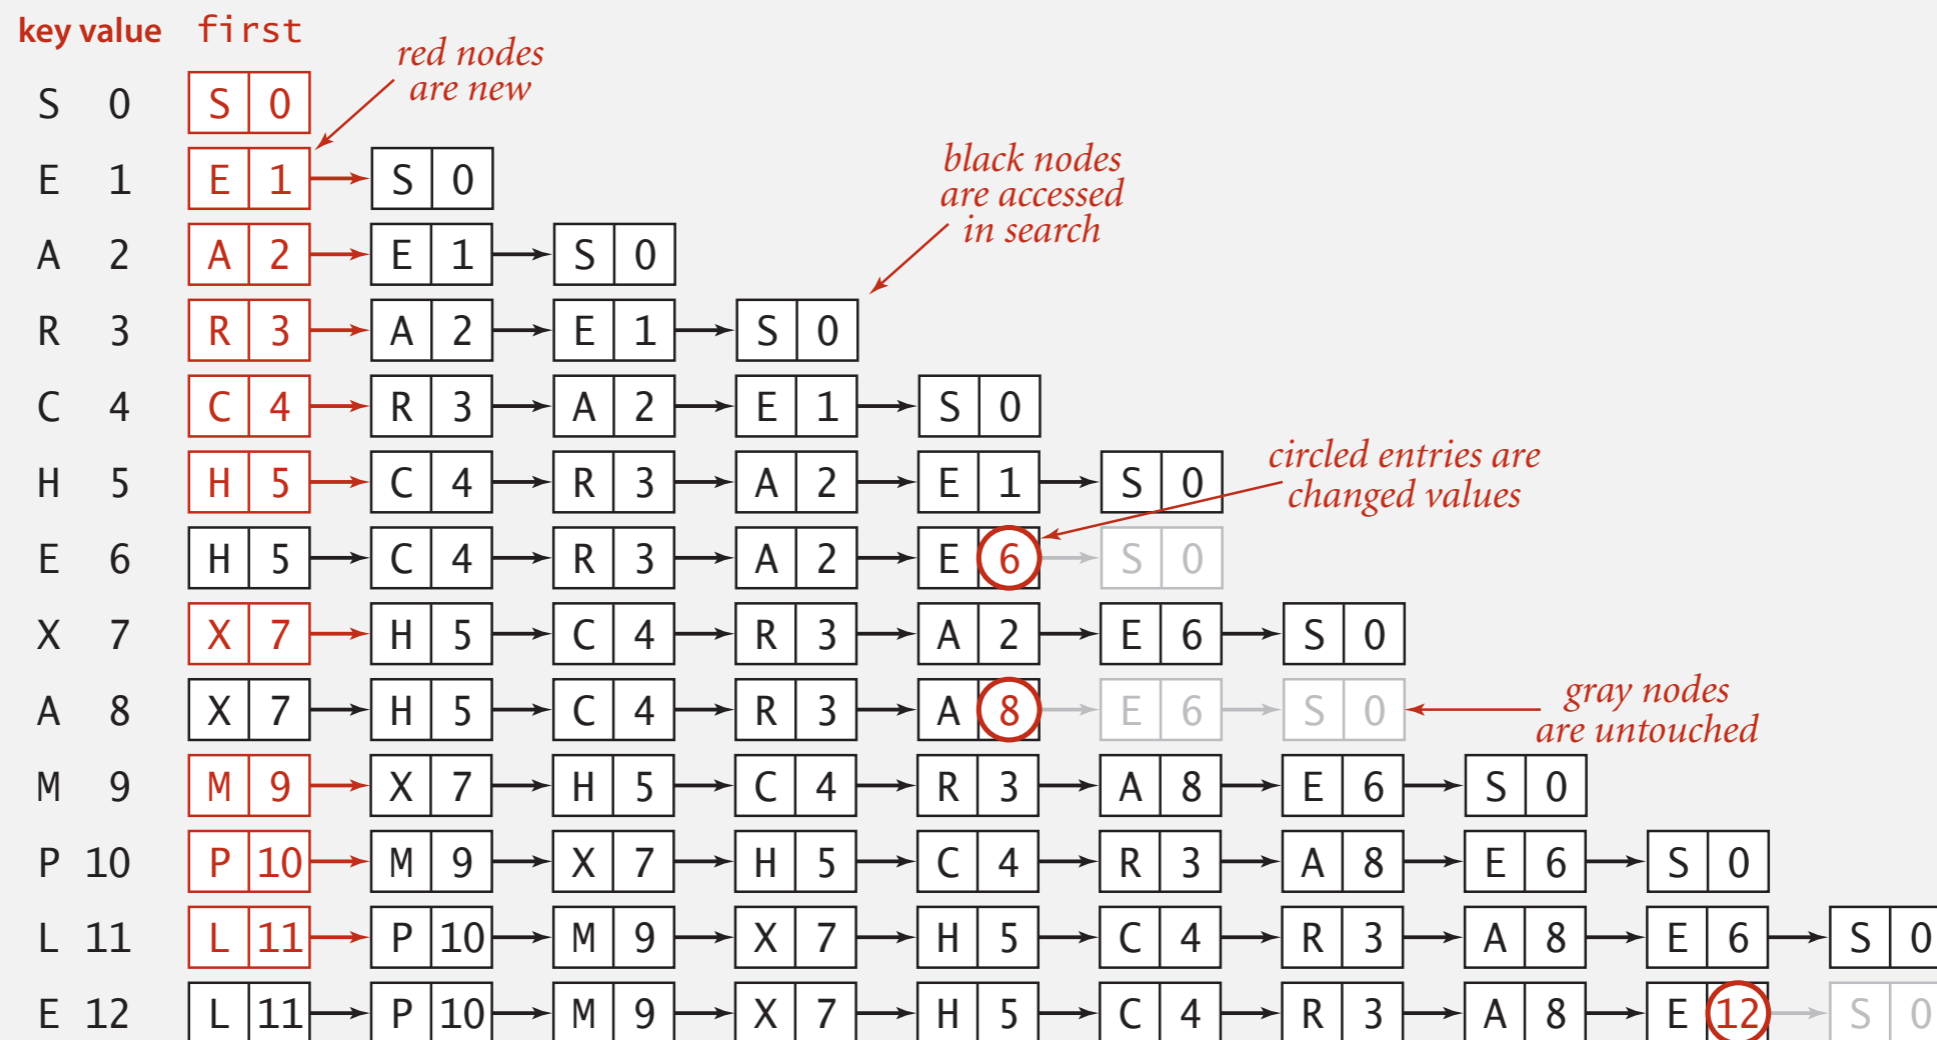 key value first
red nodes
are new
S 0 S 0
E 1 E 1 S 0
black nodes
are accessed
in search
A 2 A 2 E 1 S 0
R 3 R 3 A 2 E 1 S 0
C 4 C 4 R 3 A 2 E 1 S 0
circled entries are
changed values
H 5 H 5 C 4 R 3 A 2 E 1 S 0
E 6 H 5 C 4 R 3 A 2 E 6 S 0
X 7 X 7 H 5 C 4 R 3 A 2 E 6 S 0
gray nodes
are untouched
A 8 X 7 H 5 C 4 R 3 A 8 E 6 S 0
M 9 M 9 X 7 H 5 C 4 R 3 A 8 E 6 S 0
P 10 P 10 M 9 X 7 H 5 C 4 R 3 A 8 E 6 S 0
L 11 L 11 P 10 M 9 X 7 H 5 C 4 R 3 A 8 E 6 S 0
E 12 L 11 P 10 M 9 X 7 H 5 C 4 R 3 A 8 E 12 S 0